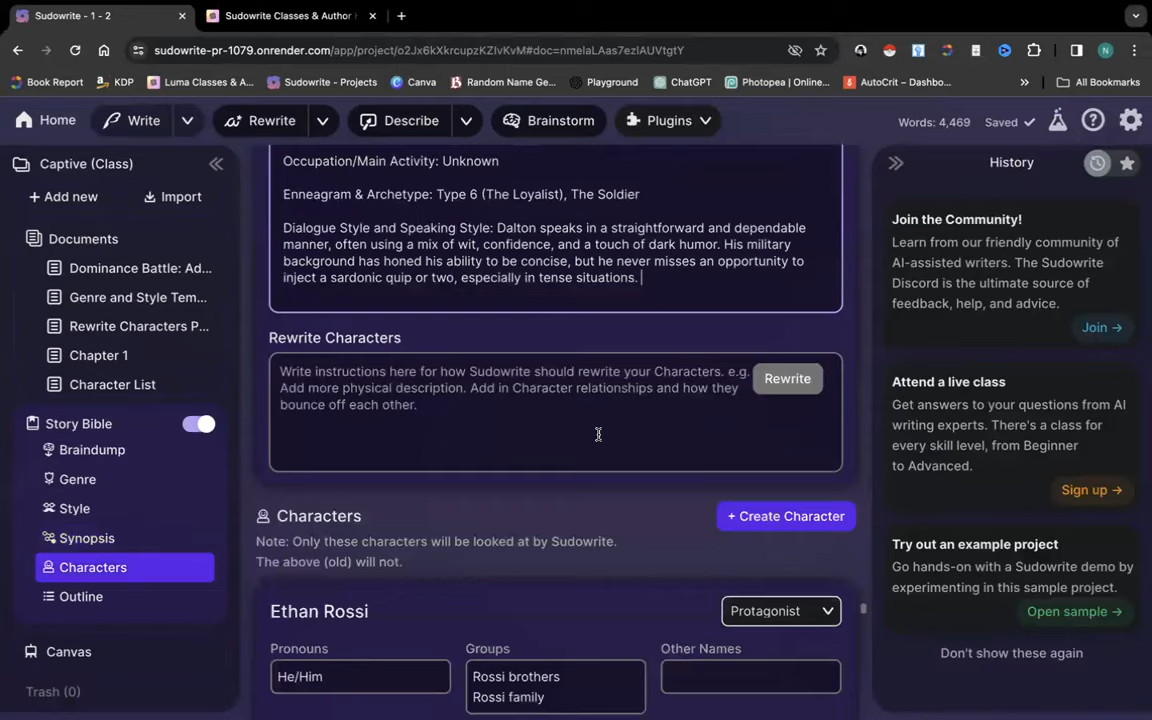 Sudowrite - 1 - 2
Sudowrite Classes & Author
sudowrite-pr-1079.onrender.com/app/project/o2Jx6kXkrcupzKZIvKvM#doc=nmelaLAas7ezlAUVtgtY
N
Book Report
KDP
Luma Classes & A...
Sudowrite - Projects
Canva
Random Name Ge...
Playground
ChatGPT
Photopea | Online...
AutoCrit – Dashbo...
All Bookmarks
Home
Write
Rewrite
Describe
Brainstorm
Plugins
Words: 4,469
Saved
Captive (Class)
+ Add new
Import
Documents
Dominance Battle: Ad...
Genre and Style Tem...
Rewrite Characters P...
Chapter 1
Character List
Story Bible
Braindump
Genre
Style
Synopsis
Characters
Outline
Canvas
Trash (0)
Occupation/Main Activity: Unknown
Enneagram & Archetype: Type 6 (The Loyalist), The Soldier
Dialogue Style and Speaking Style: Dalton speaks in a straightforward and dependable
manner, often using a mix of wit, confidence, and a touch of dark humor. His military
background has honed his ability to be concise, but he never misses an opportunity to
inject a sardonic quip or two, especially in tense situations.
Rewrite Characters
Write instructions here for how Sudowrite should rewrite your Characters. e.g.
Add more physical description. Add in Character relationships and how they
bounce off each other.
Rewrite
Characters
+ Create Character
Note: Only these characters will be looked at by Sudowrite.
The above (old) will not.
Ethan Rossi
Protagonist
Pronouns
Groups
Other Names
He/Him
Rossi brothers
Rossi family
History
Join the Community!
Learn from our friendly community of
AI-assisted writers. The Sudowrite
Discord is the ultimate source of
feedback, help, and advice.
Join →
Attend a live class
Get answers to your questions from AI
writing experts. There's a class for
every skill level, from Beginner
to Advanced.
Sign up →
Try out an example project
Go hands-on with a Sudowrite demo by
experimenting in this sample project.
Open sample →
Don't show these again